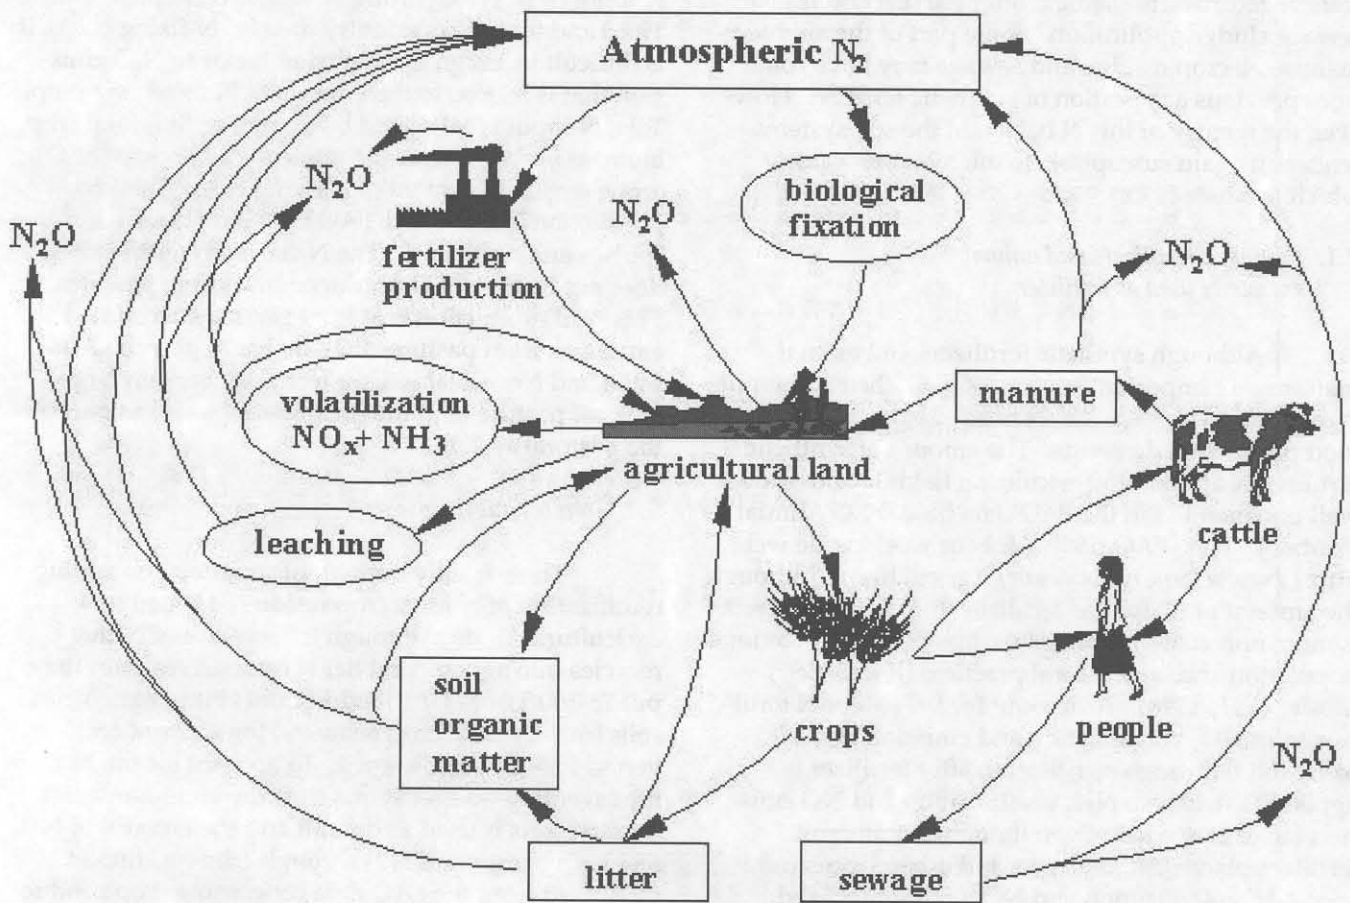 Atmospheric N₂
N₂O
biological
fixation
N₂O
N₂O
N₂O
fertilizer
production
manure
volatilization
NOₓ+ NH₃
agricultural land
cattle
leaching
soil
organic
matter
crops
people
N₂O
litter
sewage